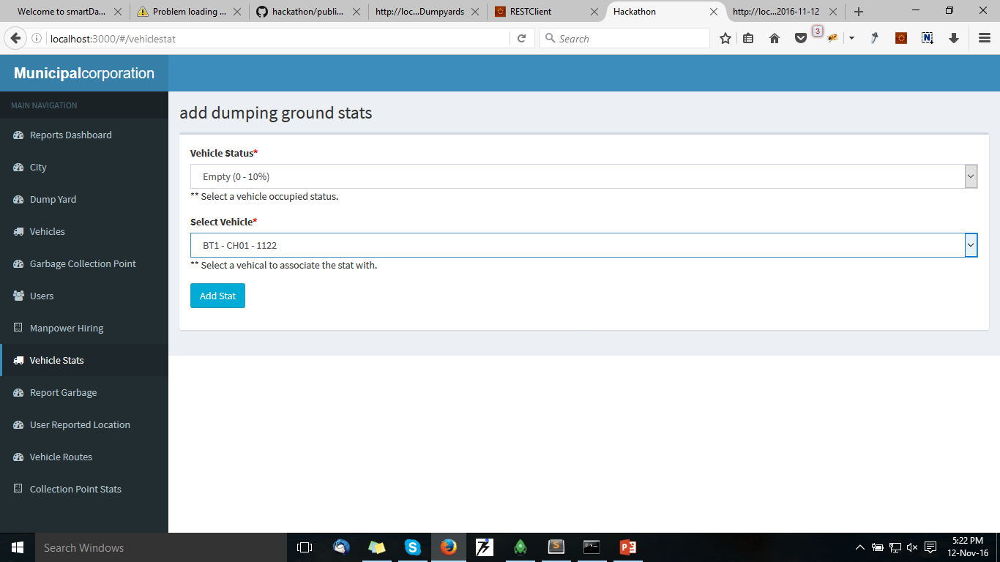 Welcome to smartDa...
Problem loading ...
hackathon/publi...
http://loc...Dumpyards
RESTClient
Hackathon
http://loc...2016-11-12
localhost:3000/#/vehiclestat
Search
3
Municipalcorporation
MAIN NAVIGATION
Reports Dashboard
City
Dump Yard
Vehicles
Garbage Collection Point
Users
Manpower Hiring
Vehicle Stats
Report Garbage
User Reported Location
Vehicle Routes
Collection Point Stats
add dumping ground stats
Vehicle Status*
Empty (0 - 10%)
** Select a vehicle occupied status.
Select Vehicle*
BT1 - CH01 - 1122
** Select a vehical to associate the stat with.
Add Stat
Search Windows
5:22 PM
12-Nov-16